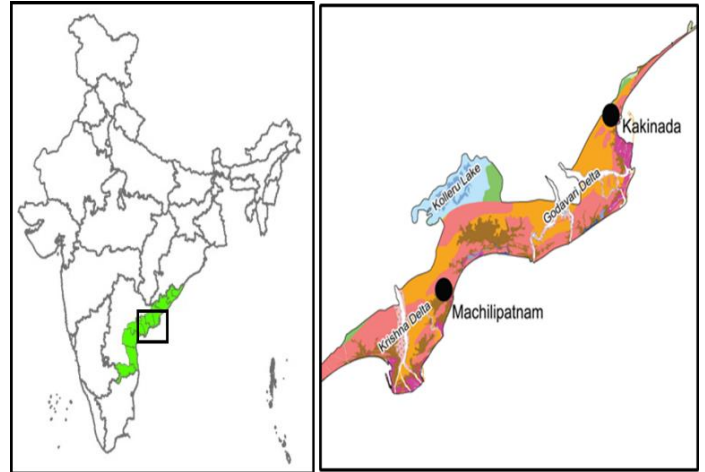 Kakinada
Kolleru Lake
Godavari Delta
Machilipatnam
Krishna Delta